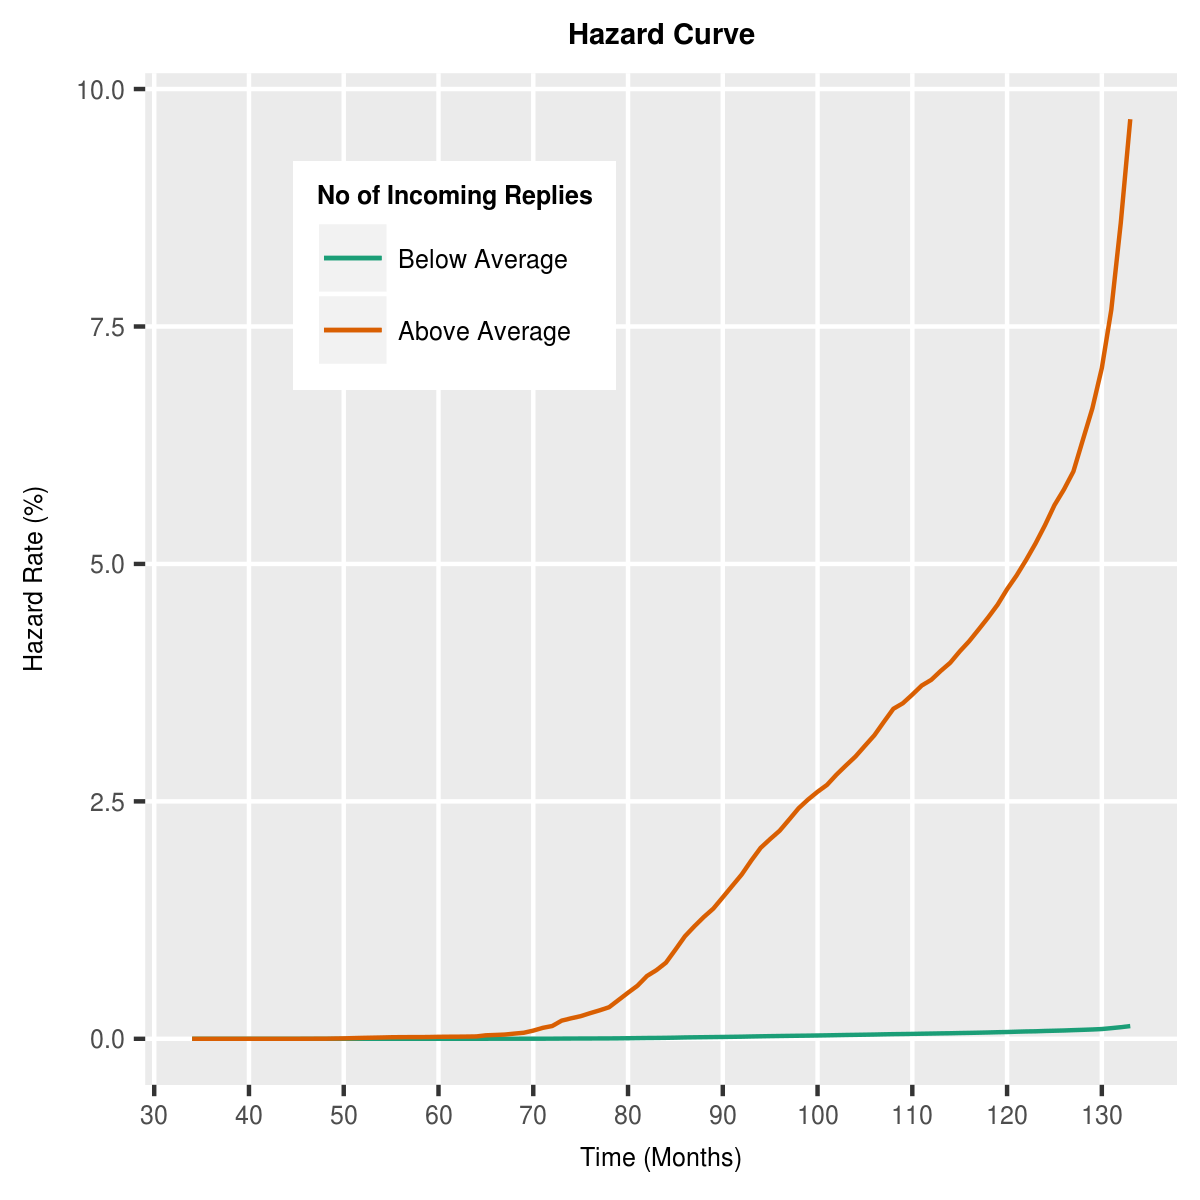 Hazard Curve
10.0
7.5
5.0
2.5
0.0
Hazard Rate (%)
No of Incoming Replies
Below Average
Above Average
30 40 50 60 70 80 90 100 110 120 130
Time (Months)